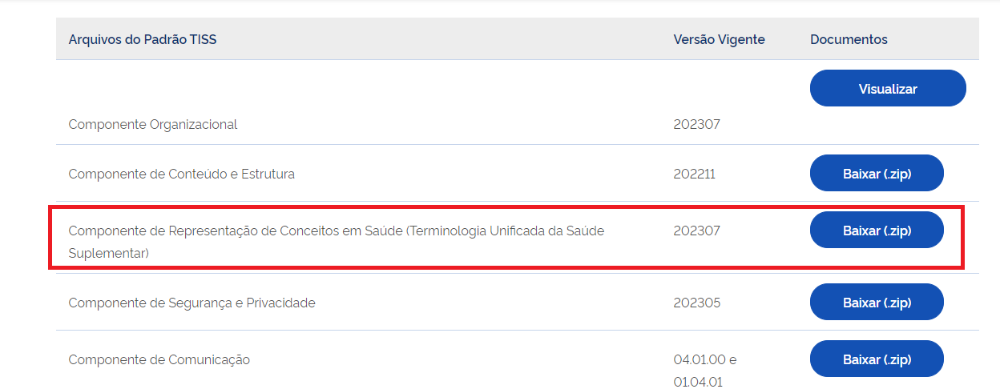 Arquivos do Padrão TISS Versão Vigente Documentos
Visualizar
Componente Organizacional 202307
Componente de Conteúdo e Estrutura 202211 Baixar (.zip)
Componente de Representação de Conceitos em Saúde (Terminologia Unificada da Saúde 202307 Baixar (.zip)
Suplementar)
Componente de Segurança e Privacidade 202305 Baixar (.zip)
Componente de Comunicação 04.01.00 e Baixar (.zip)
01.04.01